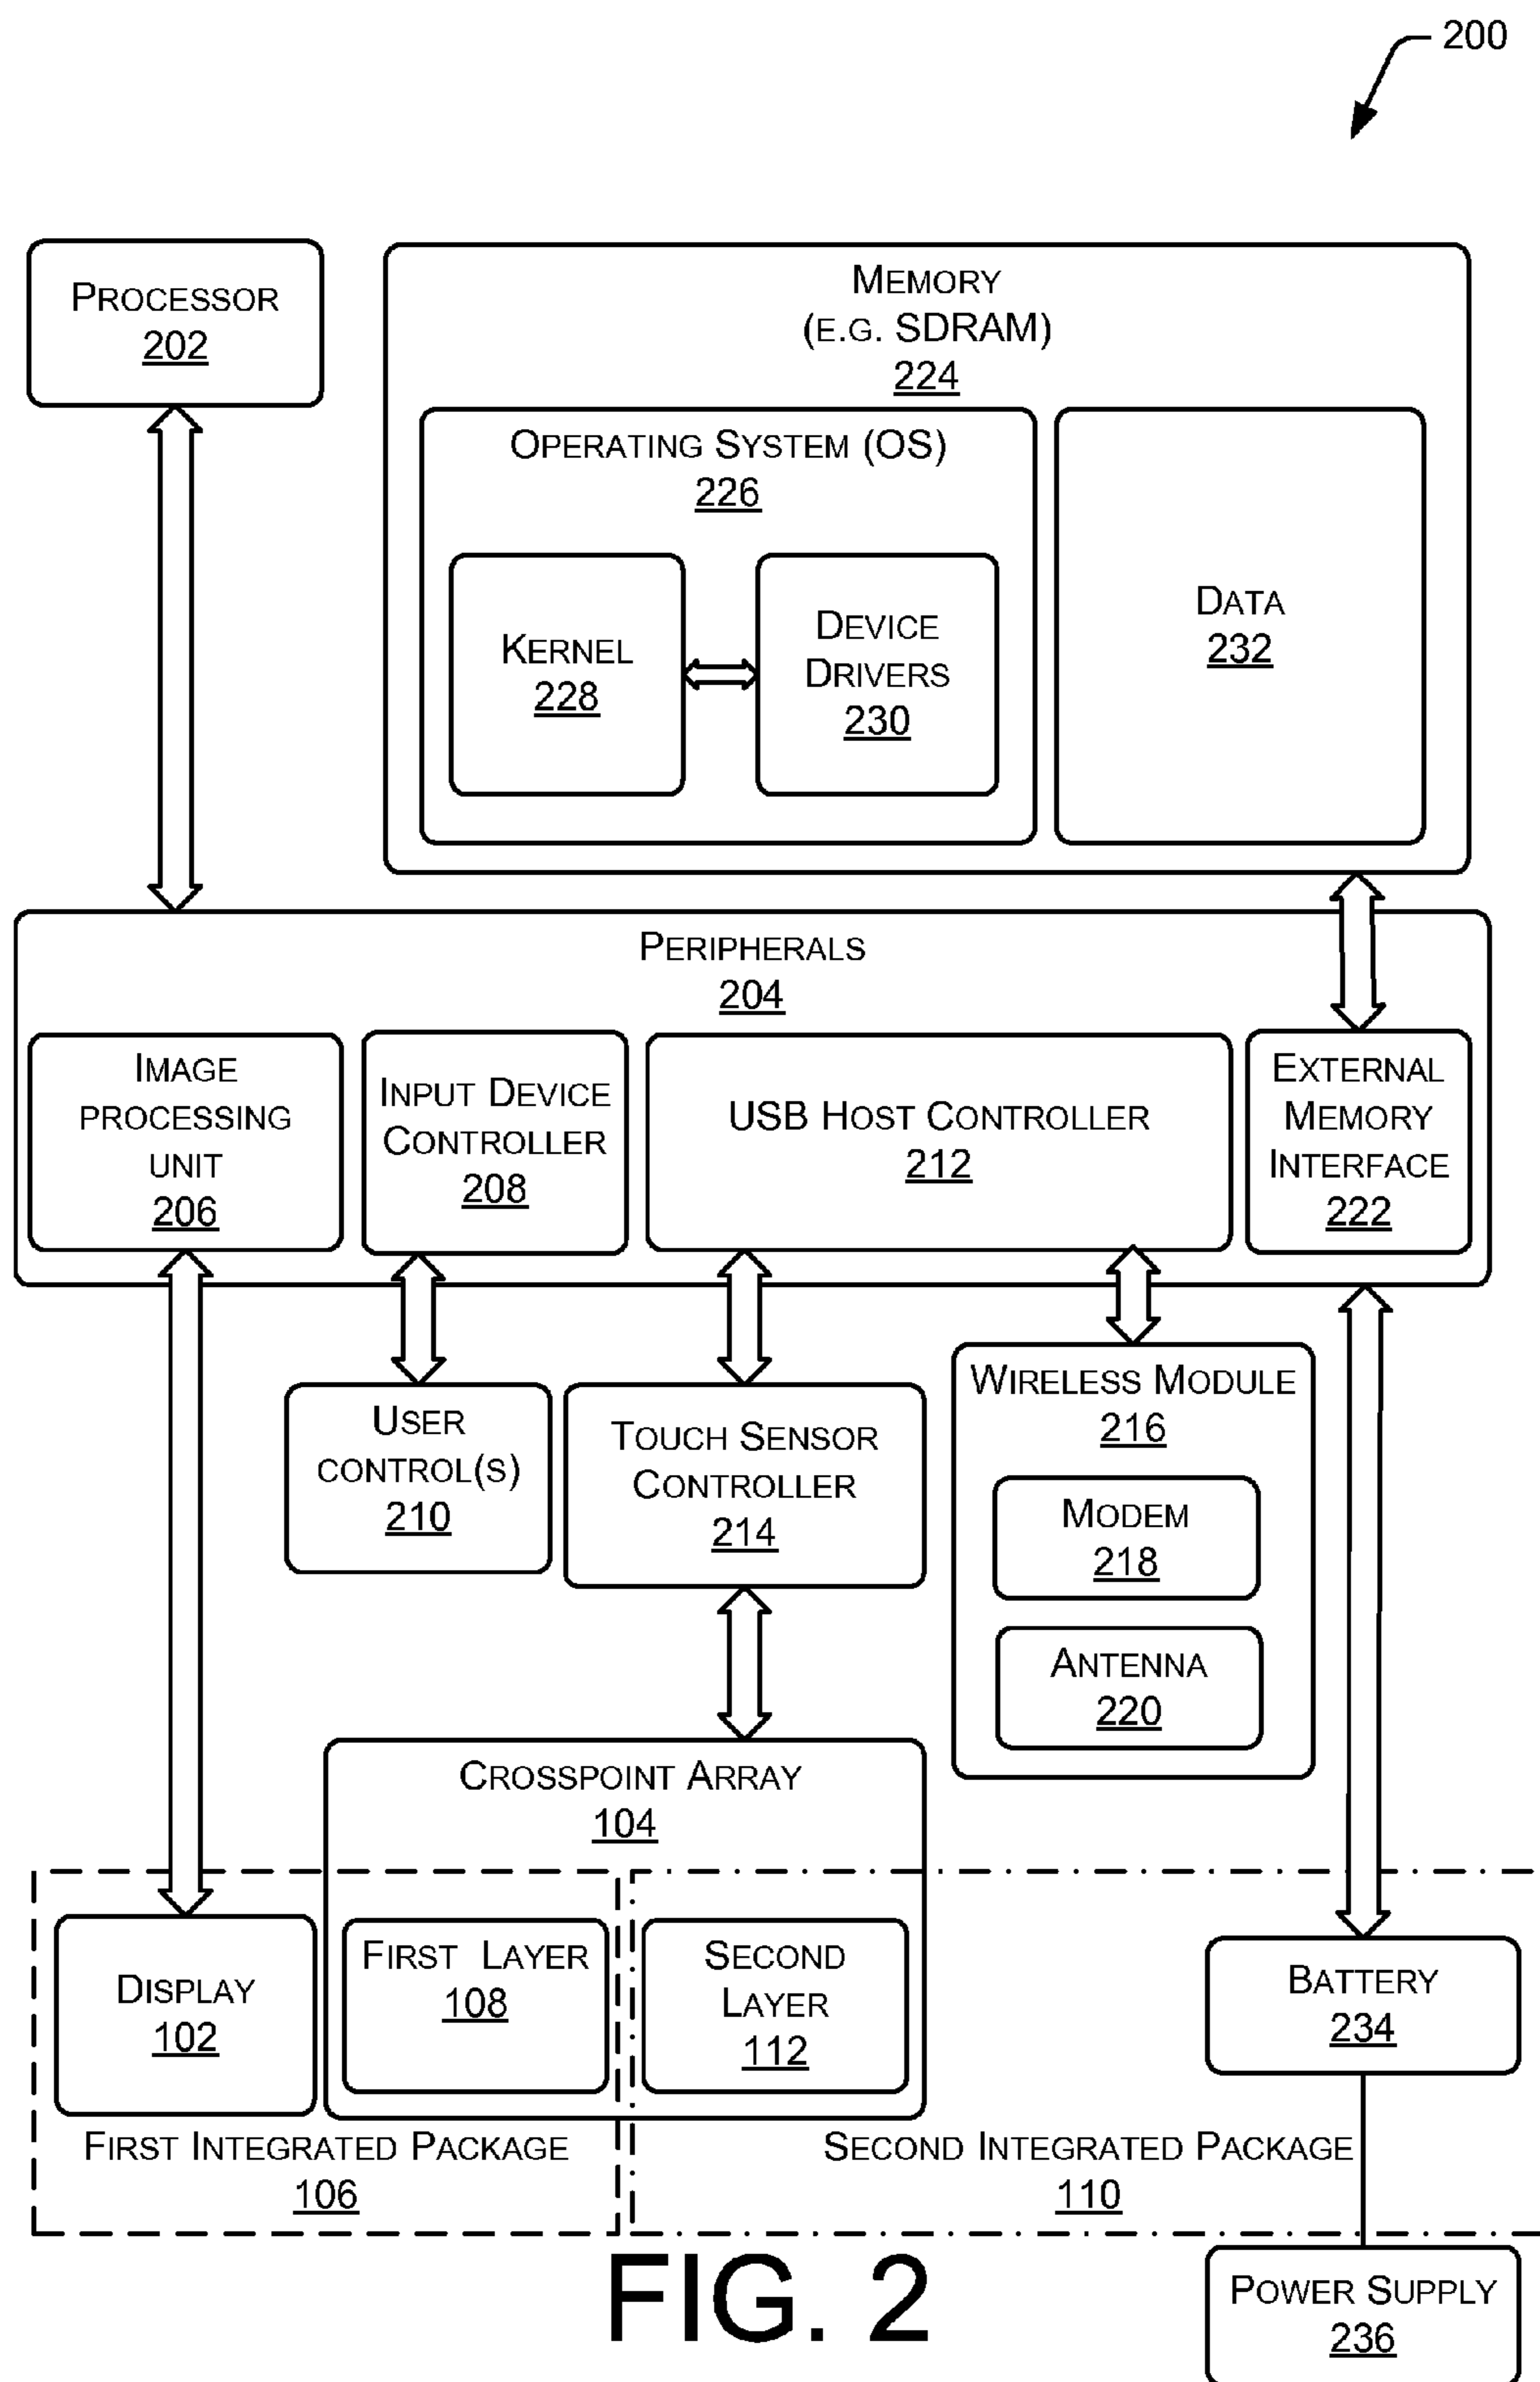 200
PROCESSOR
202
MEMORY
(E.G. SDRAM)
224
OPERATING SYSTEM (OS)
226
KERNEL
228
DEVICE
DRIVERS
230
DATA
232
PERIPHERALS
204
IMAGE
PROCESSING
UNIT
206
INPUT DEVICE
CONTROLLER
208
USB HOST CONTROLLER
212
EXTERNAL
MEMORY
INTERFACE
222
USER
CONTROL(S)
210
TOUCH SENSOR
CONTROLLER
214
WIRELESS MODULE
216
MODEM
218
ANTENNA
220
CROSSPOINT ARRAY
104
DISPLAY
102
FIRST LAYER
108
SECOND
LAYER
112
BATTERY
234
FIRST INTEGRATED PACKAGE
106
SECOND INTEGRATED PACKAGE
110
POWER SUPPLY
236
FIG. 2